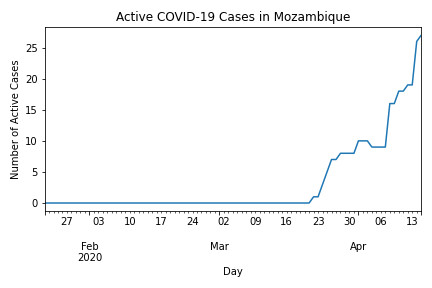 Active COVID-19 Cases in Mozambique
Number of Active Cases
25
20
15
10
5
0
27 03 10 17 24 02 09 16 23 30 06 13
Feb Mar Apr
2020
Day